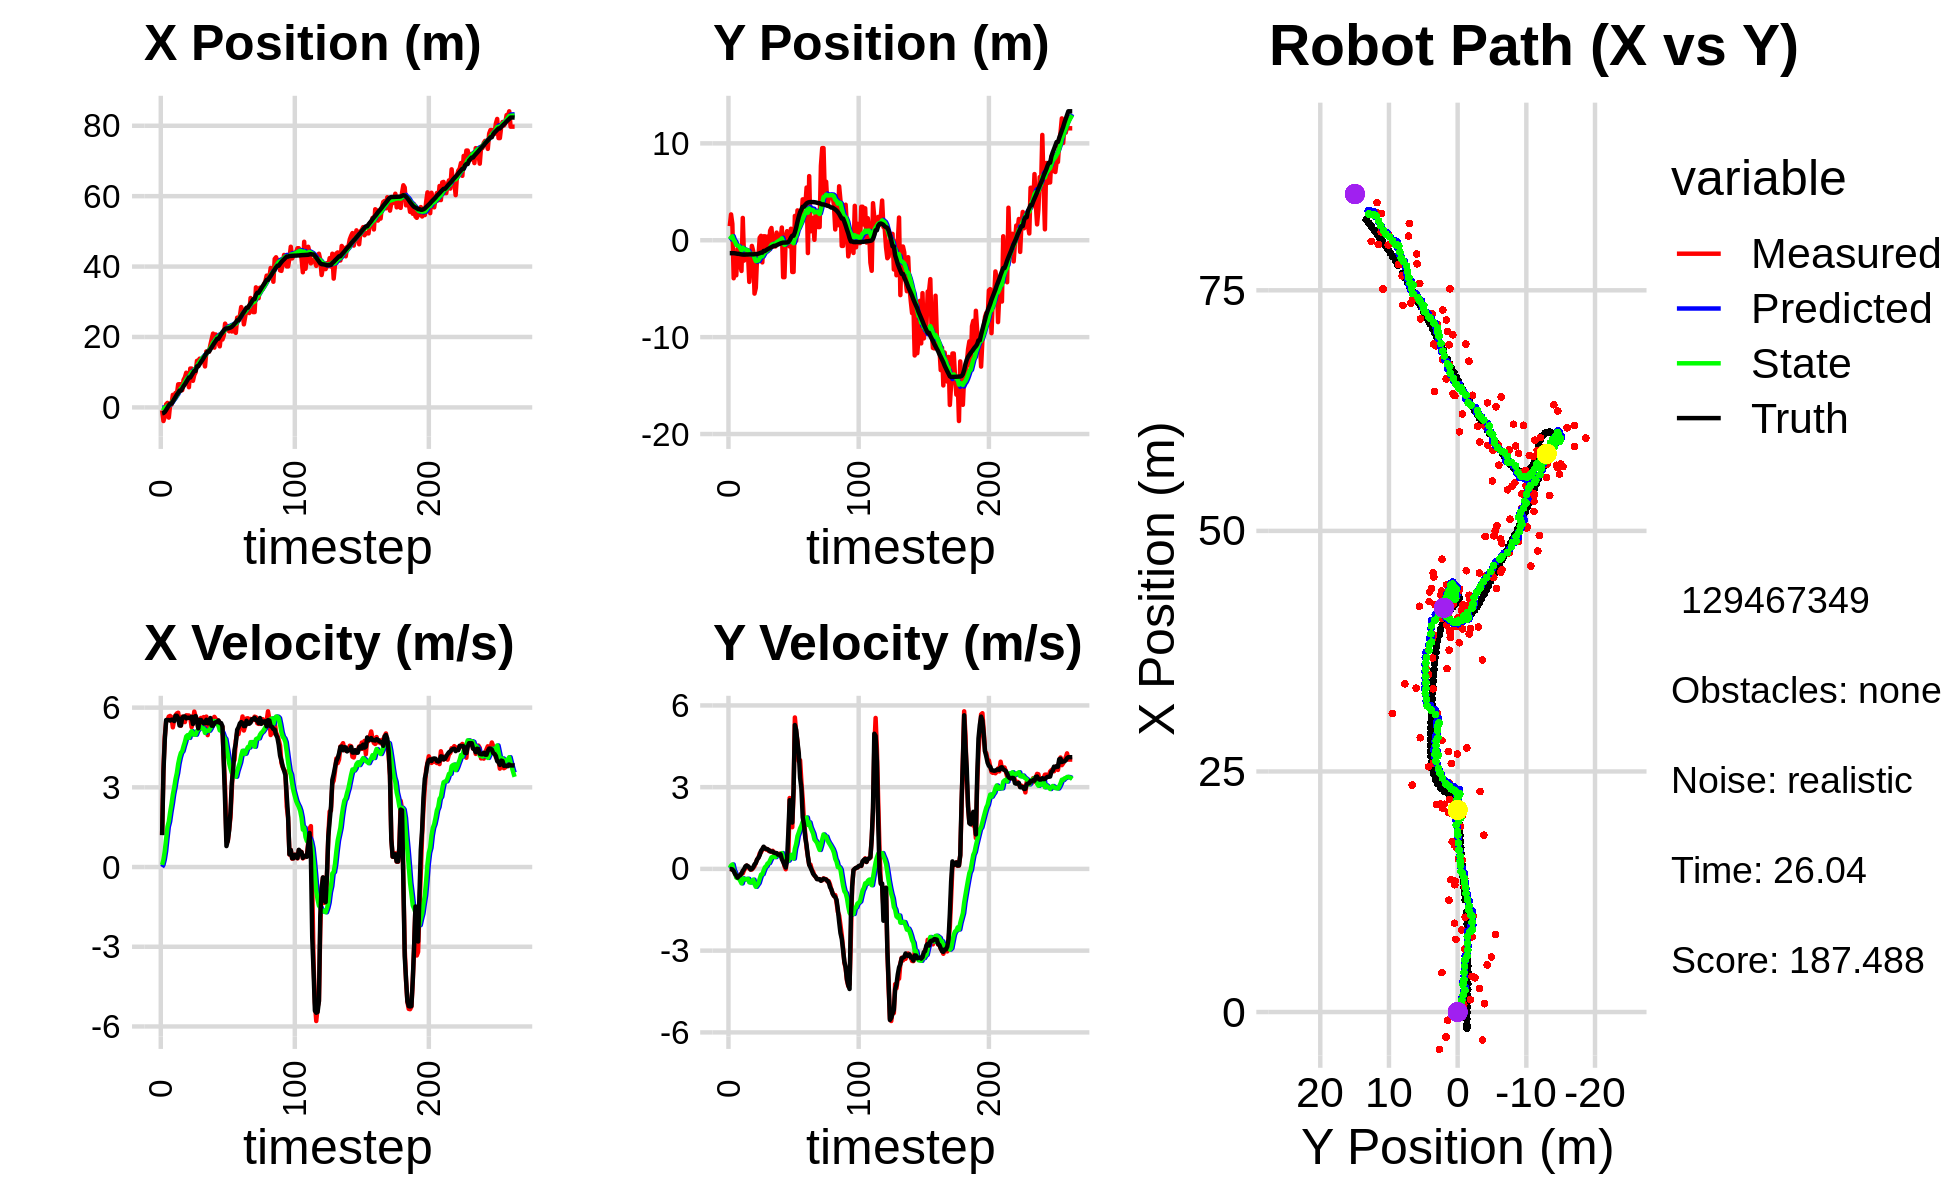 X Position (m)
80
60
40
20
0
0
100
200
timestep
Y Position (m)
10
0
-10
-20
0
100
200
timestep
X Velocity (m/s)
6
3
0
-3
-6
0
100
200
timestep
Y Velocity (m/s)
6
3
0
-3
-6
0
100
200
timestep
Robot Path (X vs Y)
X Position (m)
75
50
25
0
20 10 0 -10 -20
Y Position (m)
variable
Measured
Predicted
State
Truth
129467349
Obstacles: none
Noise: realistic
Time: 26.04
Score: 187.488